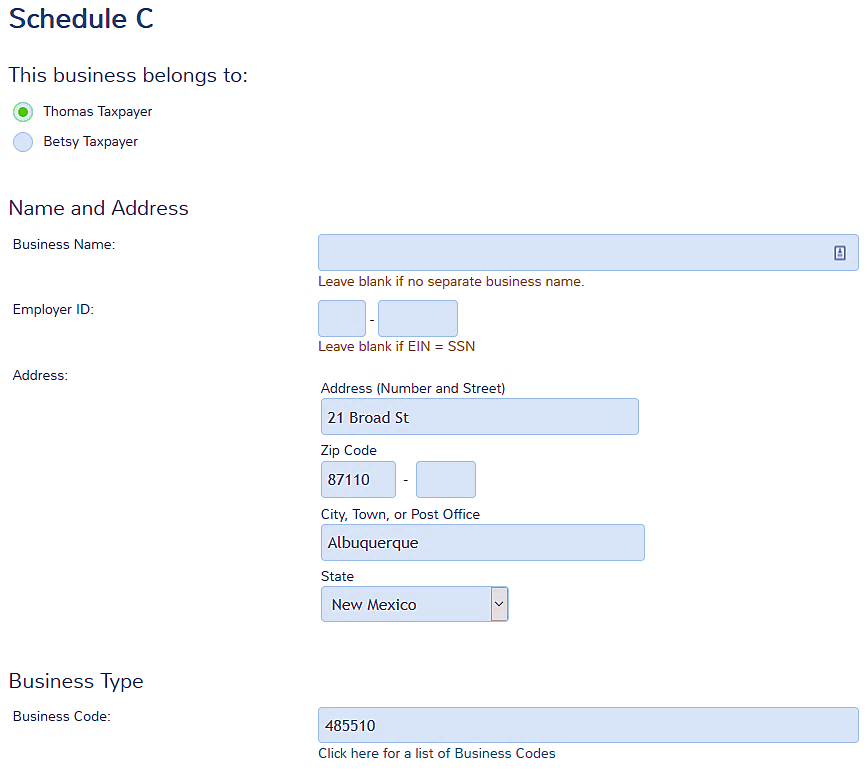 Schedule C
This business belongs to:
Thomas Taxpayer
Betsy Taxpayer
Name and Address
Business Name:
Leave blank if no separate business name.
Employer ID:
-
Leave blank if EIN = SSN
Address:
Address (Number and Street)
21 Broad St
Zip Code
87110 -
City, Town, or Post Office
Albuquerque
State
New Mexico
Business Type
Business Code:
485510
Click here for a list of Business Codes